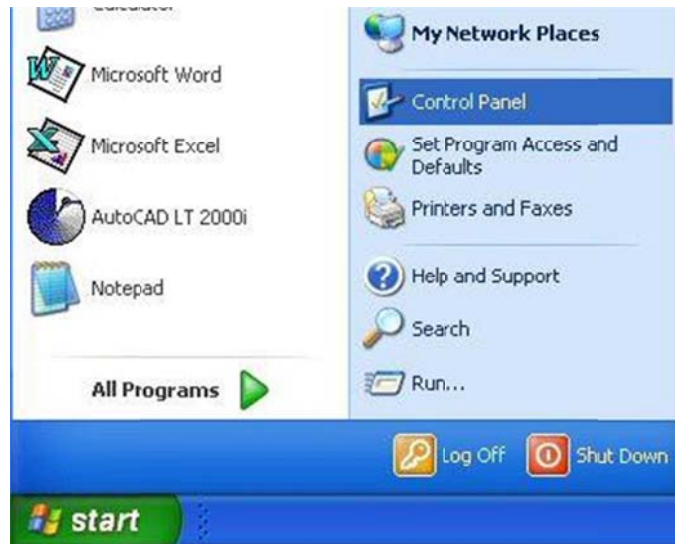 Calculator
Microsoft Word
Microsoft Excel
AutoCAD LT 2000i
Notepad
All Programs
My Network Places
Control Panel
Set Program Access and
Defaults
Printers and Faxes
Help and Support
Search
Run...
Log Off
Shut Down
start